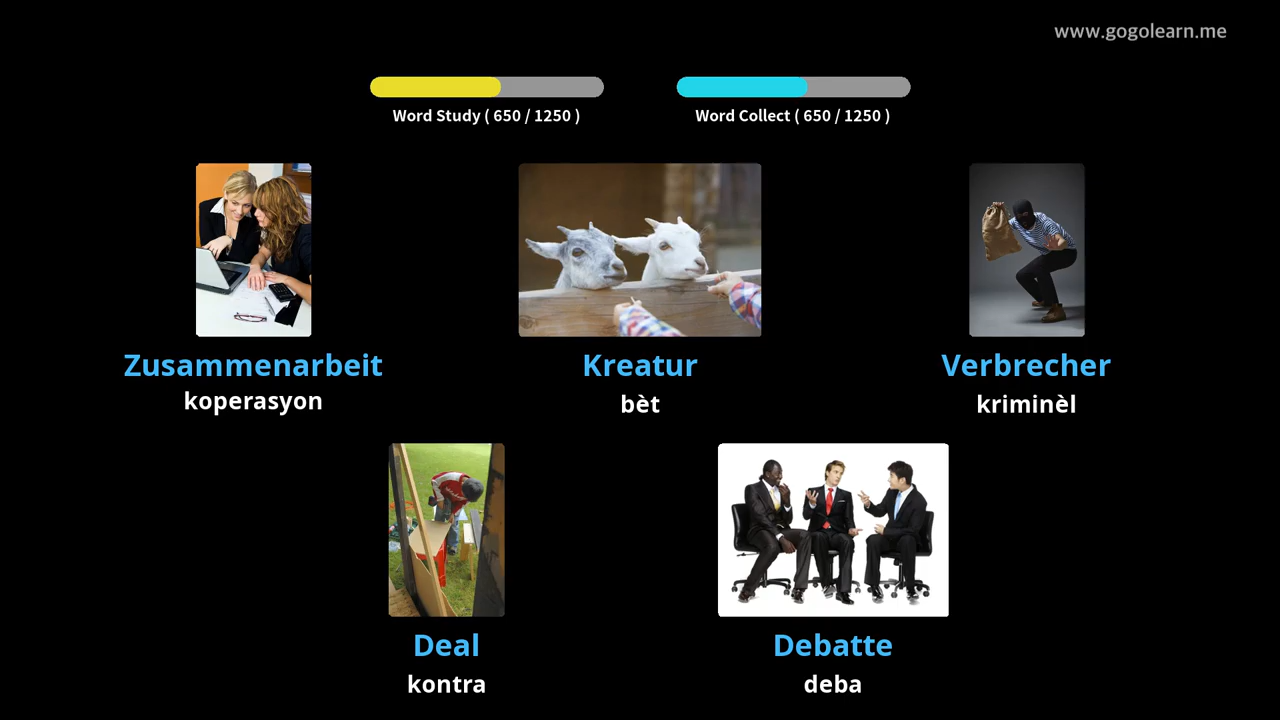 www.gogolearn.me
Word Study ( 650 / 1250 )
Word Collect ( 650 / 1250 )
Zusammenarbeit
koperasyon
Kreatur
bèt
Verbrecher
kriminèl
Deal
kontra
Debatte
deba